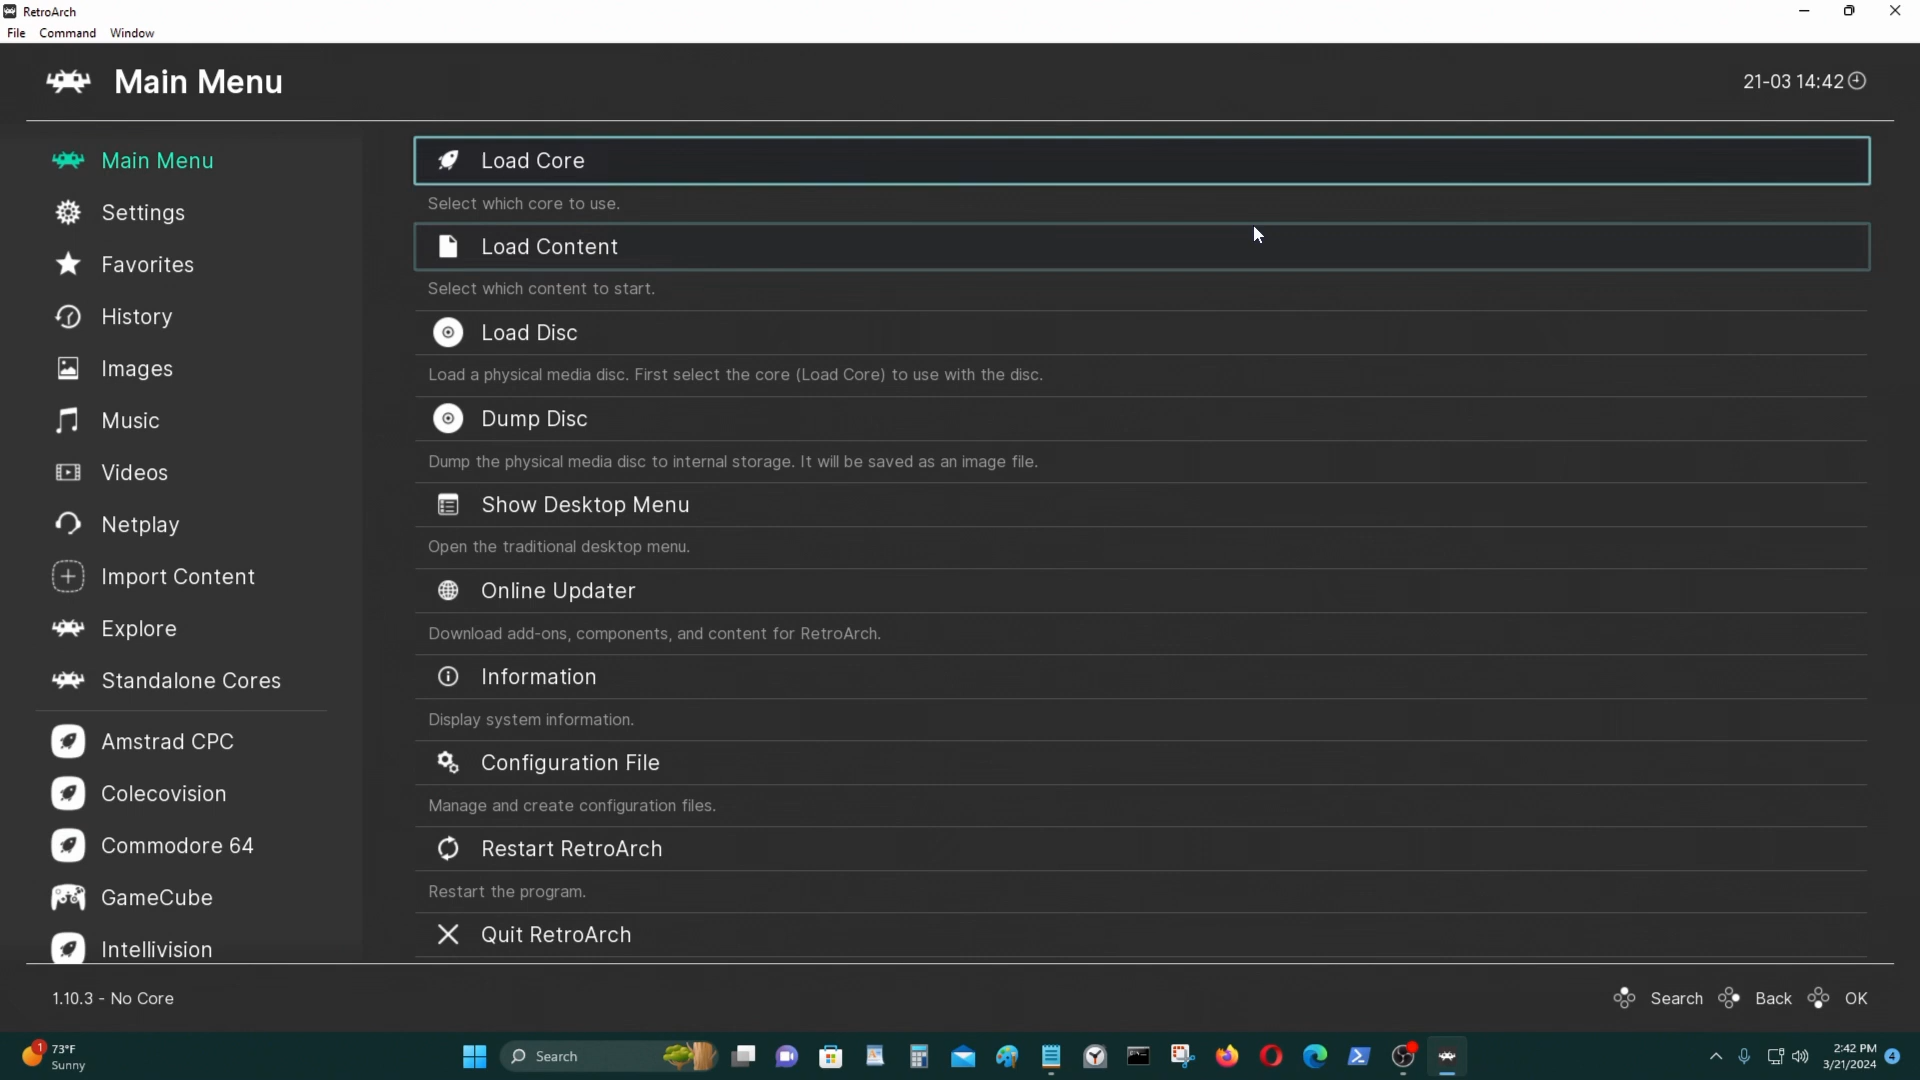 RetroArch
File Command Window
Main Menu
21-03 14:42
Main Menu
Settings
Favorites
History
Images
Music
Videos
Netplay
Import Content
Explore
Standalone Cores
Amstrad CPC
Colecovision
Commodore 64
GameCube
Intellivision
Load Core
Select which core to use.
Load Content
Select which content to start.
Load Disc
Load a physical media disc. First select the core (Load Core) to use with the disc.
Dump Disc
Dump the physical media disc to internal storage. It will be saved as an image file.
Show Desktop Menu
Open the traditional desktop menu.
Online Updater
Download add-ons, components, and content for RetroArch.
Information
Display system information.
Configuration File
Manage and create configuration files.
Restart RetroArch
Restart the program.
Quit RetroArch
1.10.3 - No Core
Search Back OK
1
73°F
Sunny
Search
2:42 PM
3/21/2024
4